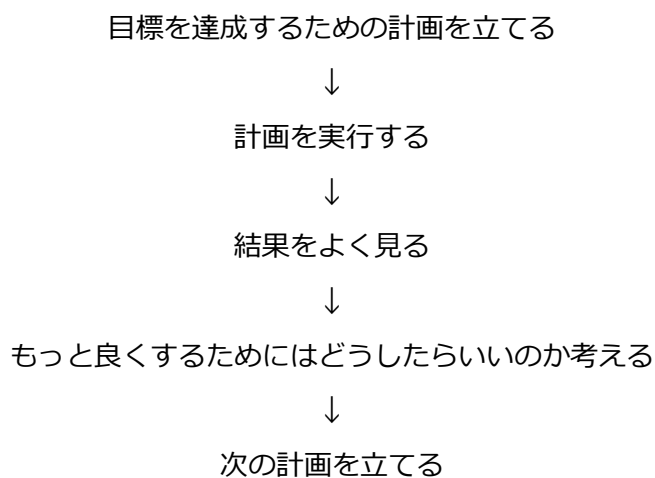 目標を達成するための計画を立てる
↓
計画を実行する
↓
結果をよく見る
↓
もっと良くするためにはどうしたらいいのか考える
↓
次の計画を立てる